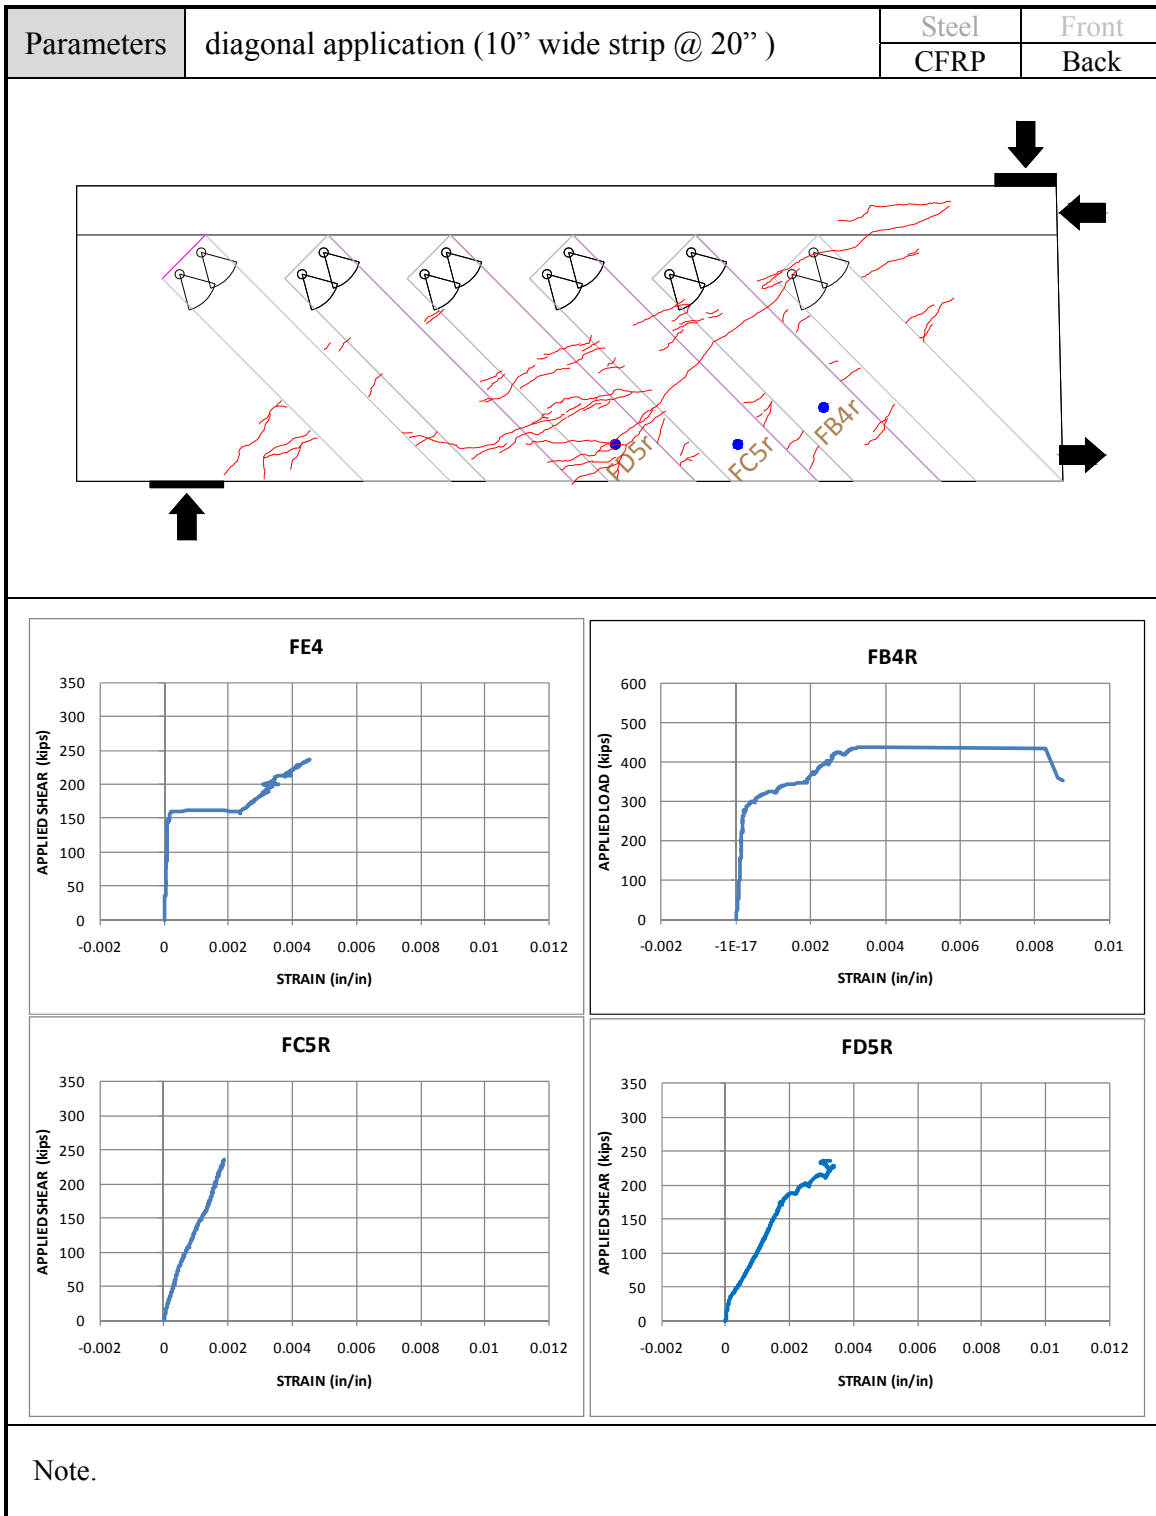 Parameters diagonal application (10” wide strip @ 20” ) Steel Front
CFRP Back
FD5r FC5r FB4r
FE4
350
300
250
200
150
100
50
0
-0.002 0 0.002 0.004 0.006 0.008 0.01 0.012
APPLIED SHEAR (kips)
STRAIN (in/in)
FB4R
600
500
400
300
200
100
0
-0.002 -1E-17 0.002 0.004 0.006 0.008 0.01
APPLIED LOAD (kips)
STRAIN (in/in)
FC5R
350
300
250
200
150
100
50
0
-0.002 0 0.002 0.004 0.006 0.008 0.01 0.012
APPLIED SHEAR (kips)
STRAIN (in/in)
FD5R
350
300
250
200
150
100
50
0
-0.002 0 0.002 0.004 0.006 0.008 0.01 0.012
APPLIED SHEAR (kips)
STRAIN (in/in)
Note.